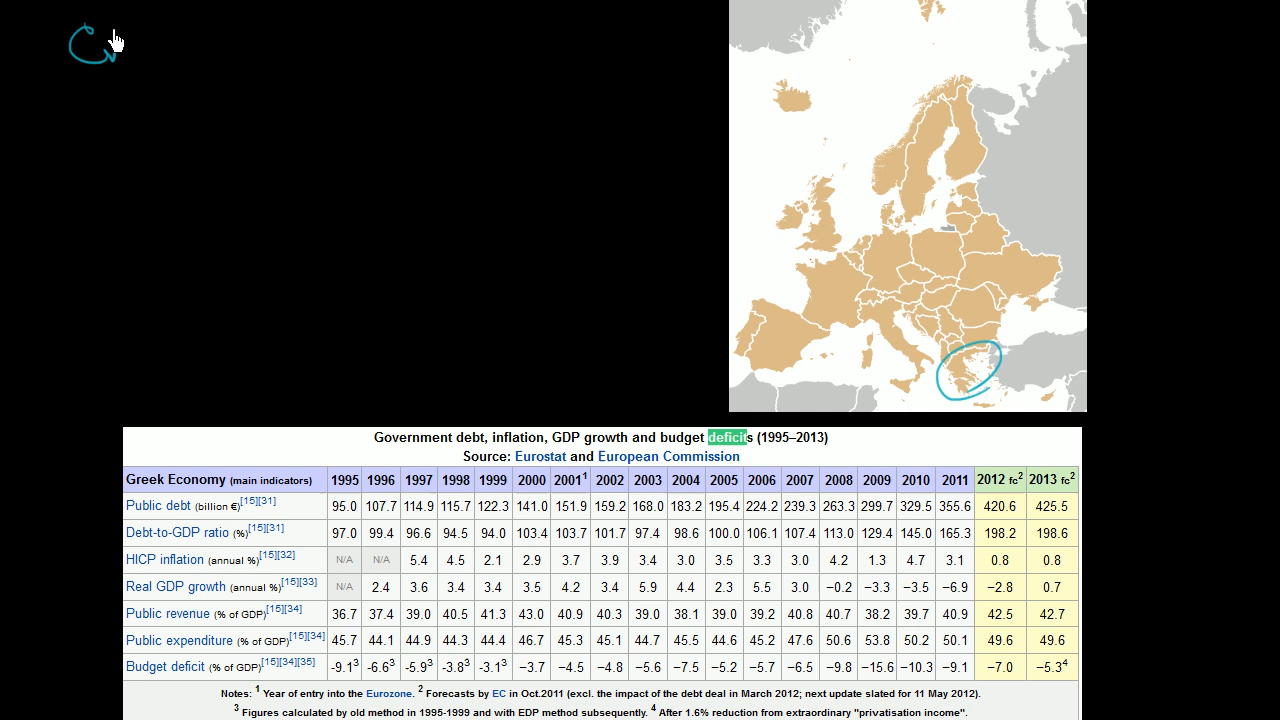 Government debt, inflation, GDP growth and budget deficits (1995–2013)
Source: Eurostat and European Commission
Greek Economy (main indicators) 1995 1996 1997 1998 1999 2000 2001¹ 2002 2003 2004 2005 2006 2007 2008 2009 2010 2011 2012 fc² 2013 fc²
Public debt (billion €)[15][31] 95.0 107.7 114.9 115.7 122.3 141.0 151.9 159.2 168.0 183.2 195.4 224.2 239.3 263.3 299.7 329.5 355.6 420.6 425.5
Debt-to-GDP ratio (%)[15][31] 97.0 99.4 96.6 94.5 94.0 103.4 103.7 101.7 97.4 98.6 100.0 106.1 107.4 113.0 129.4 145.0 165.3 198.2 198.6
HICP inflation (annual %)[15][32] N/A N/A 5.4 4.5 2.1 2.9 3.7 3.9 3.4 3.0 3.5 3.3 3.0 4.2 1.3 4.7 3.1 0.8 0.8
Real GDP growth (annual %)[15][33] N/A 2.4 3.6 3.4 3.4 3.5 4.2 3.4 5.9 4.4 2.3 5.5 3.0 −0.2 −3.3 −3.5 −6.9 −2.8 0.7
Public revenue (% of GDP)[15][34] 36.7 37.4 39.0 40.5 41.3 43.0 40.9 40.3 39.0 38.1 39.0 39.2 40.8 40.7 38.2 39.7 40.9 42.5 42.7
Public expenditure (% of GDP)[15][34] 45.7 44.1 44.9 44.3 44.4 46.7 45.3 45.1 44.7 45.5 44.6 45.2 47.6 50.6 53.8 50.2 50.1 49.6 49.6
Budget deficit (% of GDP)[15][34][35] -9.1³ -6.6³ -5.9³ -3.8³ -3.1³ −3.7 −4.5 −4.8 −5.6 −7.5 −5.2 −5.7 −6.5 −9.8 −15.6 −10.3 −9.1 −7.0 −5.3⁴
Notes: ¹ Year of entry into the Eurozone. ² Forecasts by EC in Oct.2011 (excl. the impact of the debt deal in March 2012; next update slated for 11 May 2012).
³ Figures calculated by old method in 1995-1999 and with EDP method subsequently. ⁴ After 1.6% reduction from extraordinary "privatisation income".